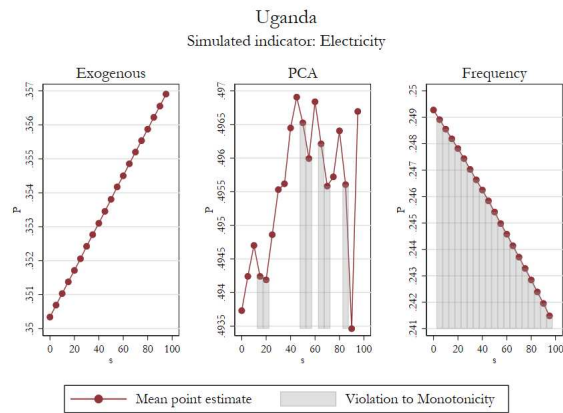 Uganda
Simulated indicator: Electricity
Exogenous PCA Frequency
.357
.356
.355
.354
.353
.352
.351
.35
P
0 20 40 60 80 100
s
.497
.4965
.496
.4955
.495
.4945
.494
.4935
P
0 20 40 60 80 100
s
.25
.249
.248
.247
.246
.245
.244
.243
.242
.241
P
0 20 40 60 80 100
s
Mean point estimate Violation to Monotonicity